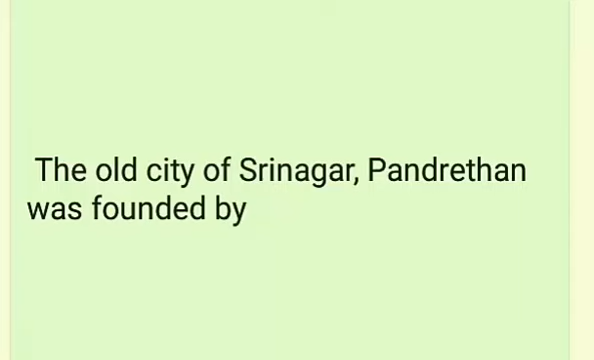 The old city of Srinagar, Pandrethan
was founded by